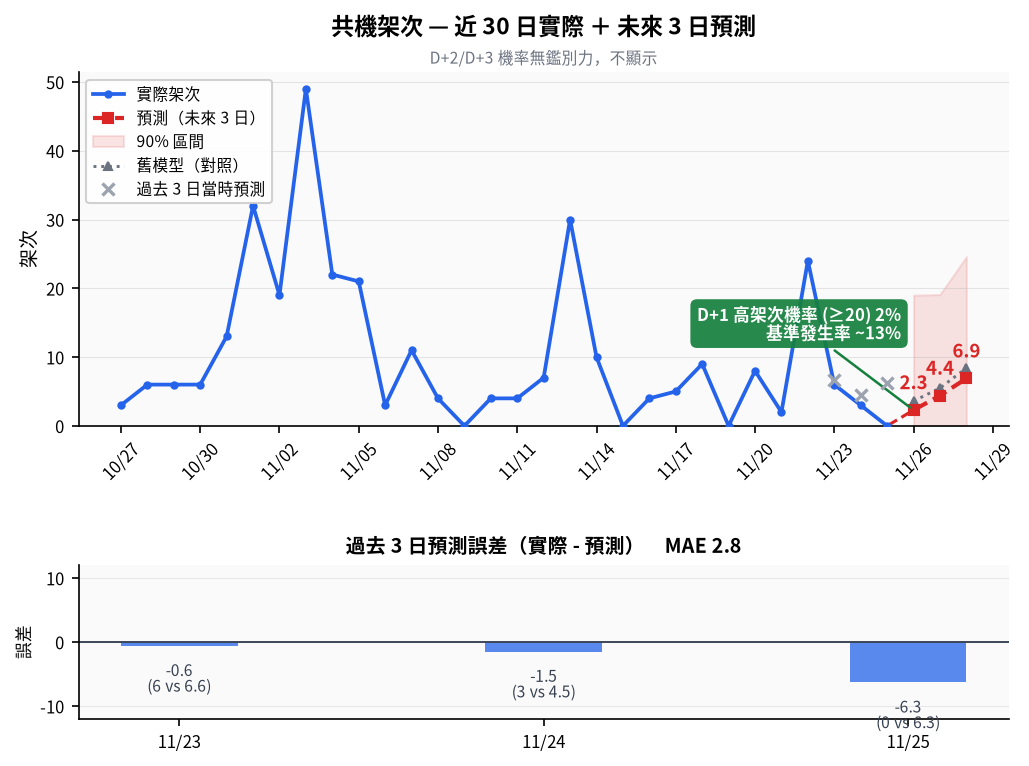 共機架次 — 近 30 日實際 ＋ 未來 3 日預測
D+2/D+3 機率無鑑別力，不顯示
實際架次
預測（未來 3 日）
90% 區間
舊模型（對照）
過去 3 日當時預測
架次
50
40
30
20
10
0
D+1 高架次機率 (≥20) 2%
基準發生率 ~13%
2.3
4.4
6.9
10/27
10/30
11/02
11/05
11/08
11/11
11/14
11/17
11/20
11/23
11/26
11/29
過去 3 日預測誤差（實際 - 預測） MAE 2.8
誤差
10
0
-10
-0.6
(6 vs 6.6)
-1.5
(3 vs 4.5)
-6.3
(0 vs 6.3)
11/23
11/24
11/25